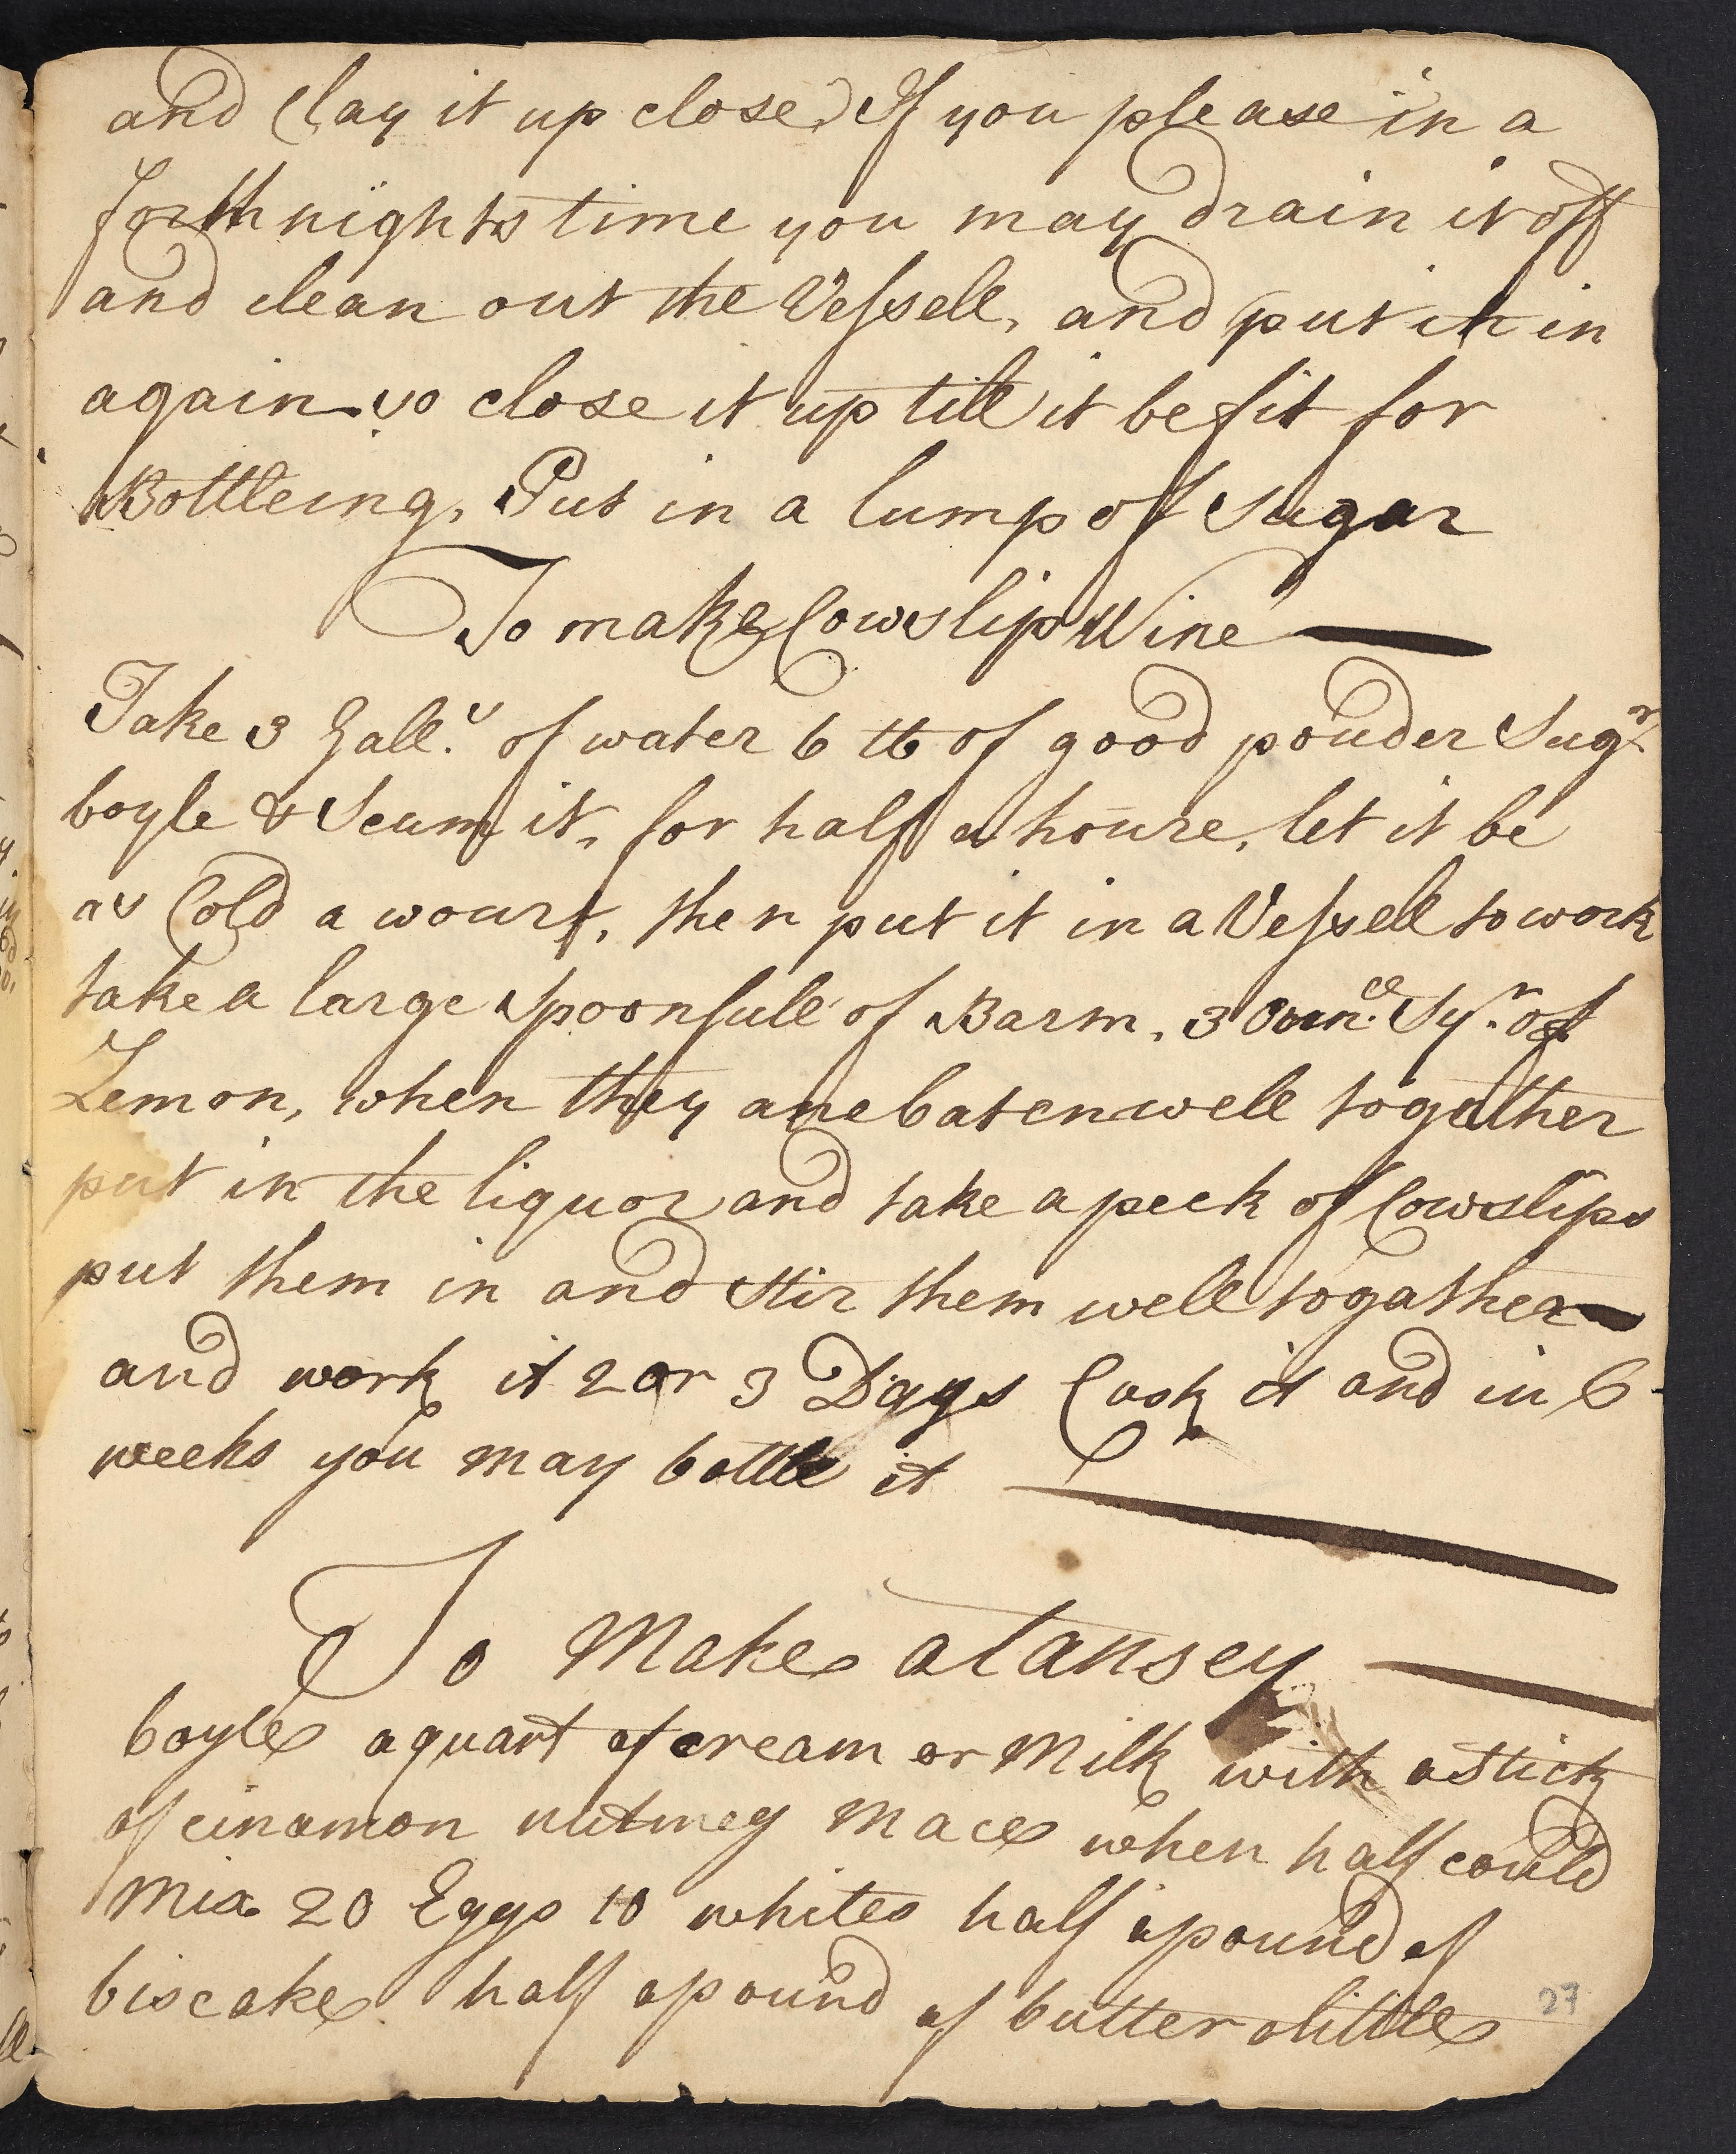 and Clay it up close If you please in a
forthnights time you may drain it off
and clean out the Vessell, and put it in
again so close it up till it be fit for
Bottleing, Put in a lump of Sugar
To make Cowslip Wine
Take 3 Gall.s of water 6 lb of good pouder Sugr
boyle & Scum it, for half a houre, let it be
as Cold a wourt, then put it in a Vessell to work
take a large Spoonfull of Barm, 3 Ounce Syr. of
Lemon, when they are baten well togather
put in the liquor and take a peck of Cowslips
put them in and Stir them well togather
and work it 2 or 3 Days Cask it and in 6
weeks you may bottle it
To Make a Tansey
boyle a quart of cream or Milk with a Stick
of cinamon nutmeg Mace when half could
Mix 20 Eggs 10 whites half a pound of
biscake half a pound of butter a little
27